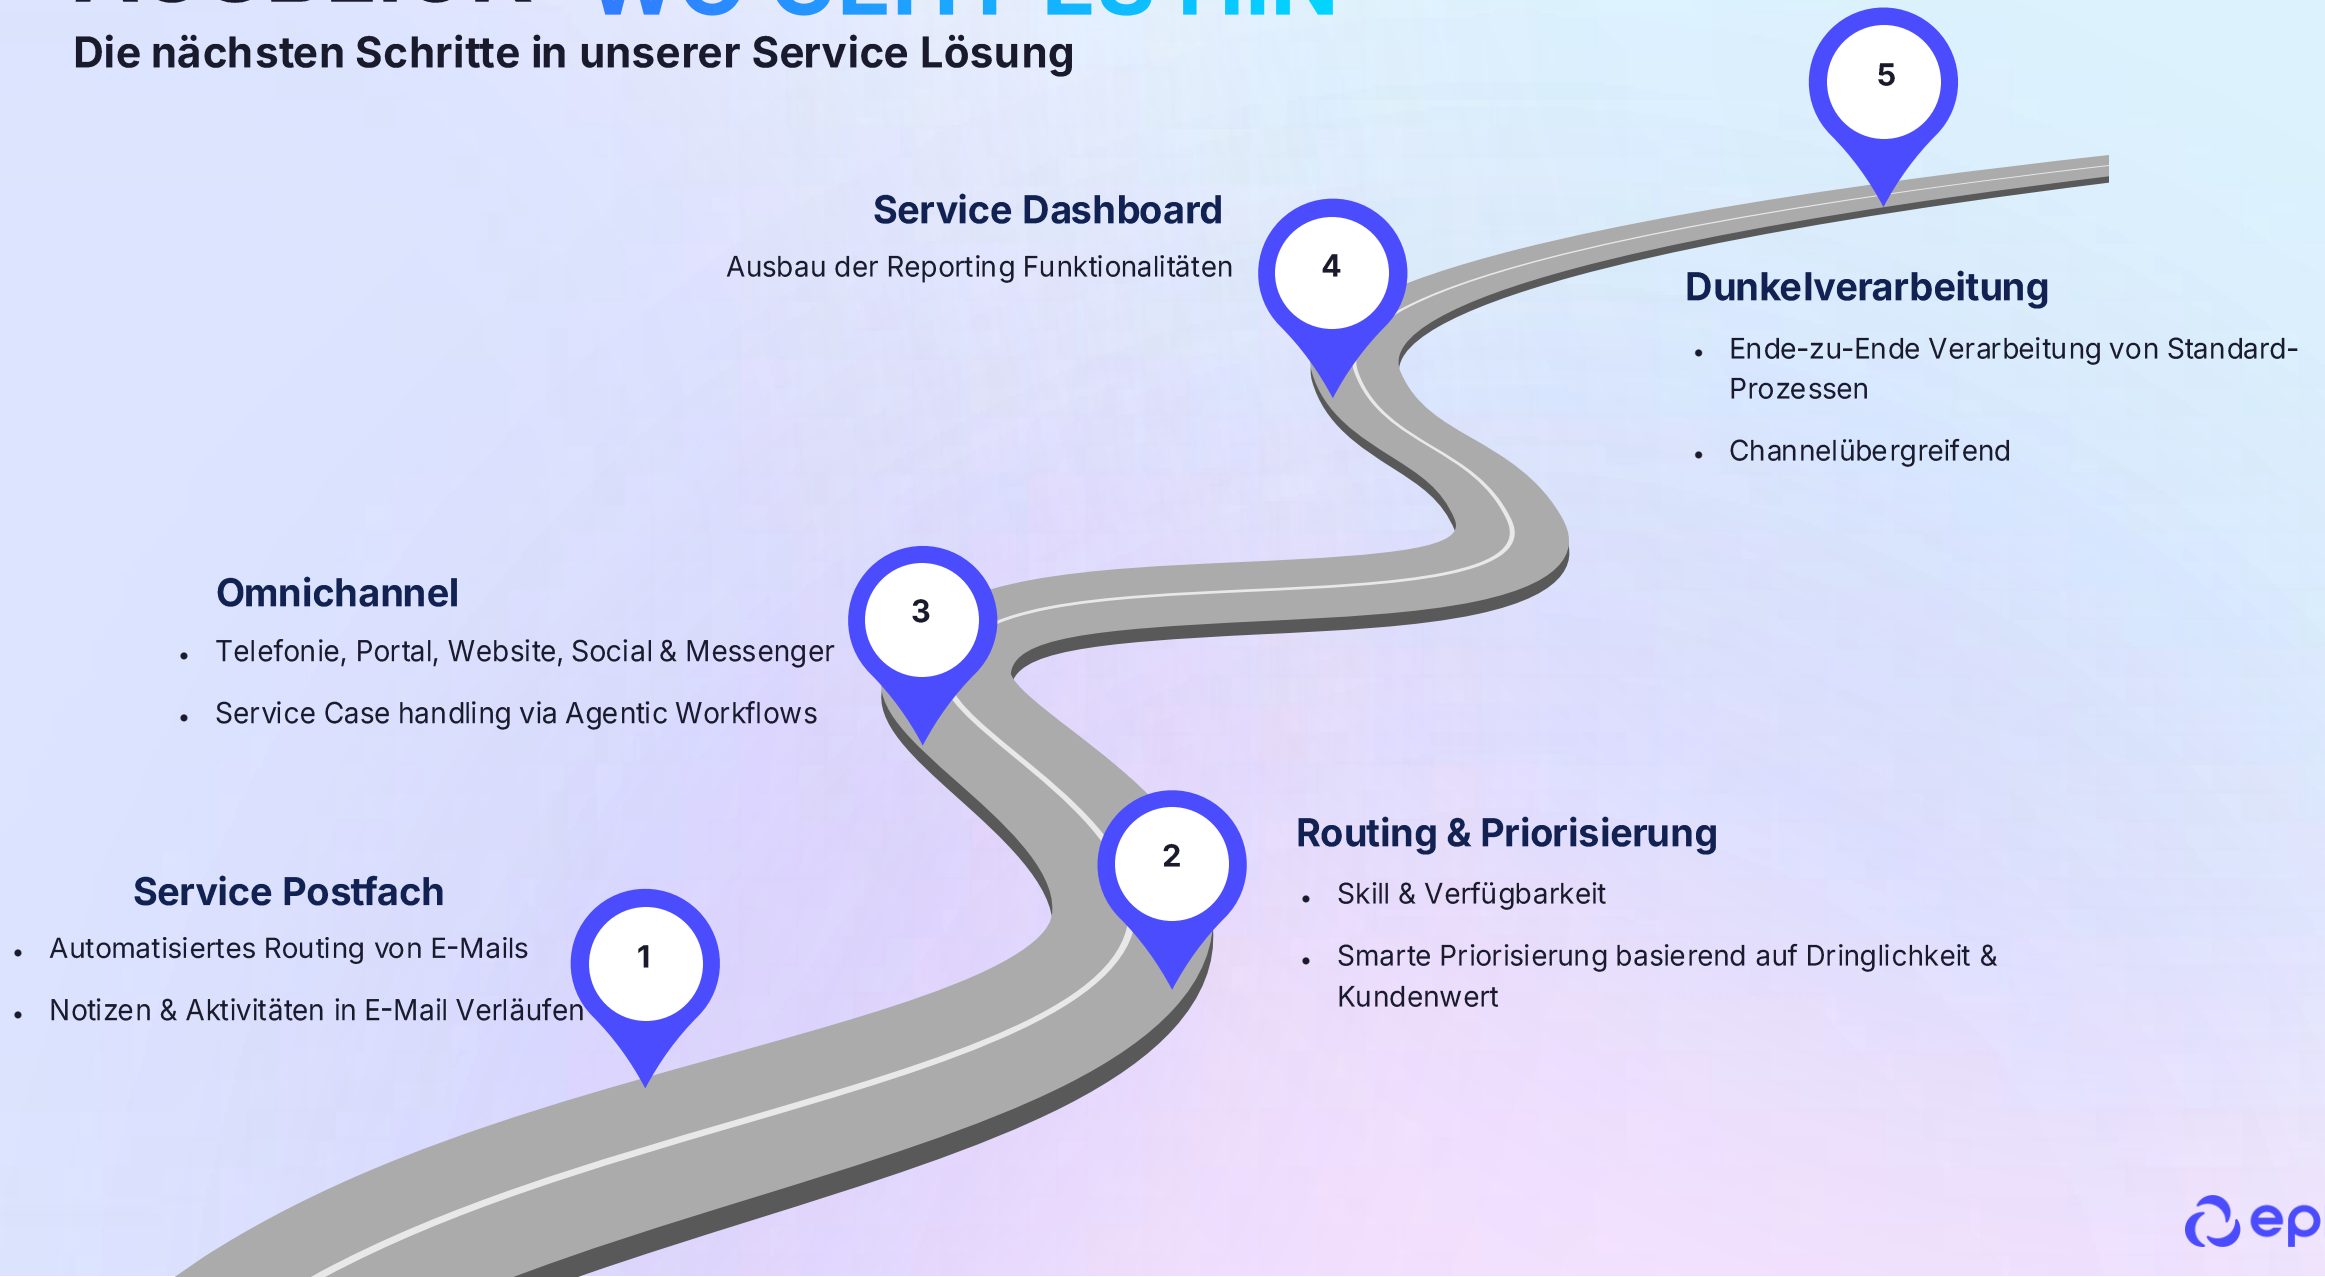 Die nächsten Schritte in unserer Service Lösung
5
Service Dashboard
Ausbau der Reporting Funktionalitäten
4
Dunkelverarbeitung
• Ende-zu-Ende Verarbeitung von Standard-
Prozessen
• Channelübergreifend
3
Omnichannel
• Telefonie, Portal, Website, Social & Messenger
• Service Case handling via Agentic Workflows
2
Routing & Priorisierung
• Skill & Verfügbarkeit
• Smarte Priorisierung basierend auf Dringlichkeit &
Kundenwert
Service Postfach
• Automatisiertes Routing von E-Mails
• Notizen & Aktivitäten in E-Mail Verläufen
1
ep